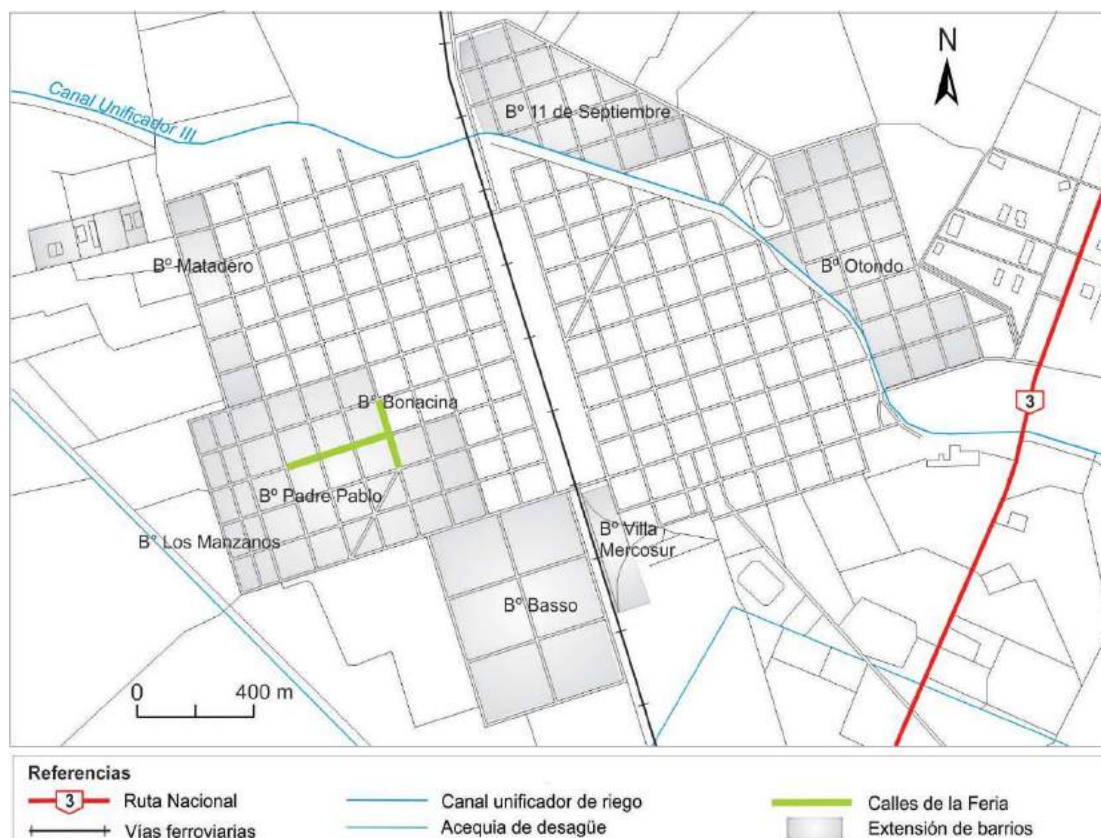 N
Canal Unificador III
Bº 11 de Septiembre
Bº Matadero
Bº Otondo
3
Bº Bonacina
Bº Padre Pablo
Bº Los Manzanos
Bº Villa
Mercosur
Bº Basso
0 400 m
Referencias
3 Ruta Nacional
Canal unificador de riego
Calles de la Feria
Vías ferroviarias
Acequia de desagüe
Extensión de barrios